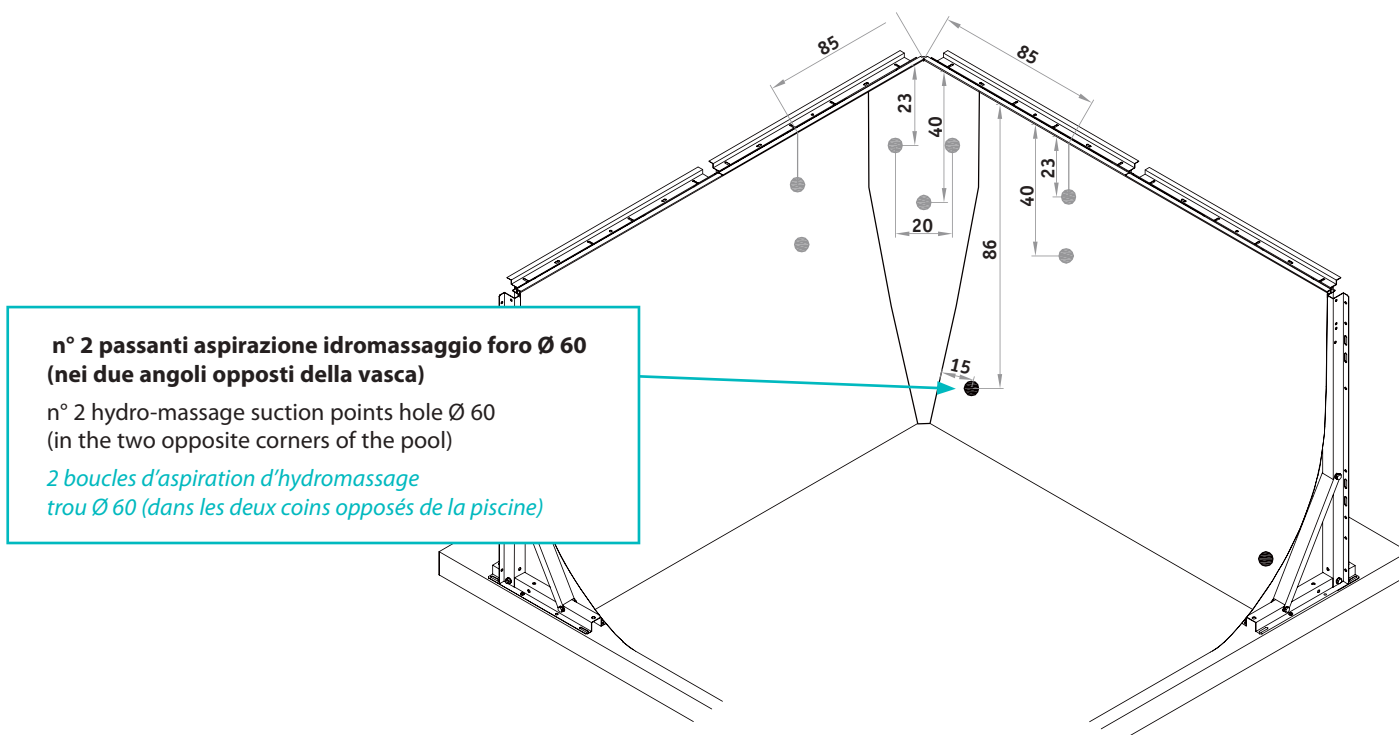 85
85
23
40
23
40
20
86
15
n° 2 passanti aspirazione idromassaggio foro Ø 60
(nei due angoli opposti della vasca)
n° 2 hydro-massage suction points hole Ø 60
(in the two opposite corners of the pool)
2 boucles d’aspiration d’hydromassage
trou Ø 60 (dans les deux coins opposés de la piscine)